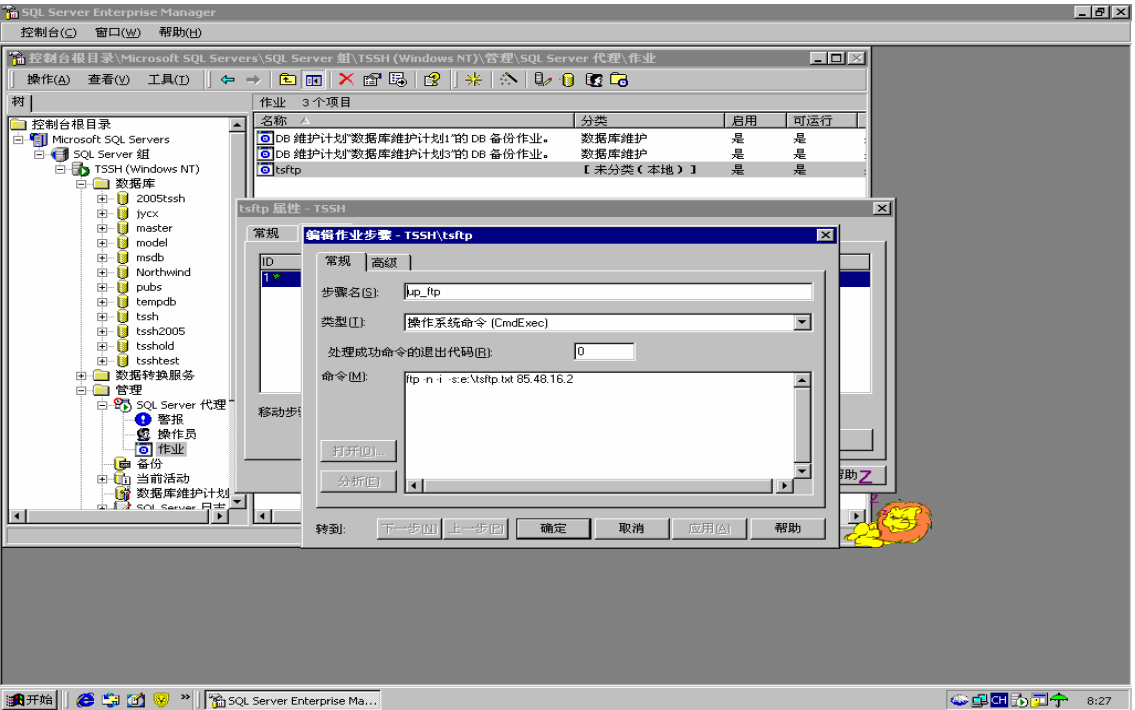 SQL Server Enterprise Manager
控制台(C) 窗口(W) 帮助(H)
控制台根目录\Microsoft SQL Servers\SQL Server 组\TSSH (Windows NT)\管理\SQL Server 代理\作业
操作(A) 查看(V) 工具(T)
树
作业 3个项目
名称 分类 启用 可运行
DB 维护计划“数据库维护计划1”的 DB 备份作业。 数据库维护 是 是
DB 维护计划“数据库维护计划3”的 DB 备份作业。 数据库维护 是 是
tsftp [ 未分类 ( 本地 ) ] 是 是
控制台根目录
Microsoft SQL Servers
SQL Server 组
TSSH (Windows NT)
数据库
2005tssh
jycx
master
model
msdb
Northwind
pubs
tempdb
tssh
tssh2005
tsshold
tsshtest
数据转换服务
管理
SQL Server 代理
警报
操作员
作业
备份
当前活动
数据库维护计划
SQL Server 日志
tsftp 属性 - TSSH
常规
ID
1
移动步
帮助
编辑作业步骤 - TSSH\tsftp
常规 高级
步骤名(S): up_ftp
类型(T): 操作系统命令 (CmdExec)
处理成功命令的退出代码(R): 0
命令(M): ftp -n -i -s:e:\tsftp.txt 85.48.16.2
打开(O)...
分析(E)
转到: 下一步(N) 上一步(P) 确定 取消 应用(A) 帮助
开始 SQL Server Enterprise Ma... CH 8:27